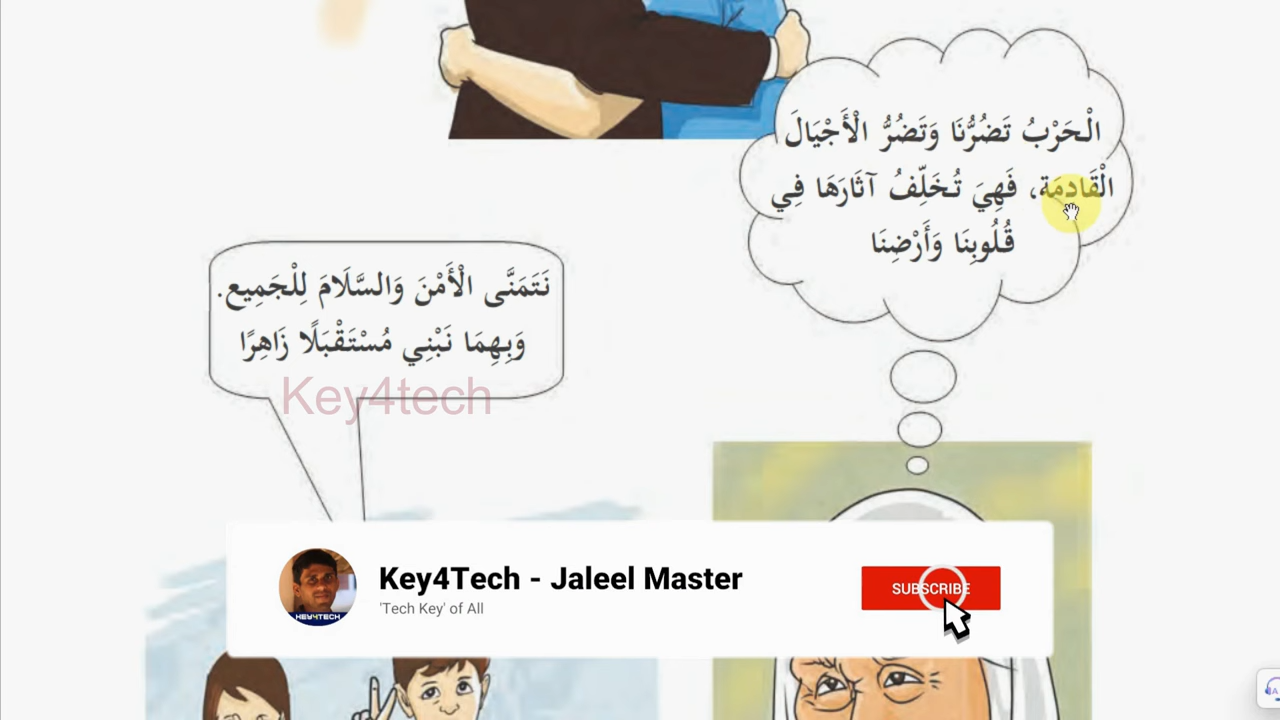 الْحَرْبُ تَضُرُّنَا وَتَضُرُّ الْأَجْيَالَ
الْقَادِمَة، فَهِيَ تُخَلِّفُ آثَارَهَا فِي
قُلُوبِنَا وَأَرْضِنَا
نَتَمَنَّى الْأَمْنَ وَالسَّلَامَ لِلْجَمِيع.
وَبِهِمَا نَبْنِي مُسْتَقْبَلًا زَاهِرًا
Key4tech
Key4Tech - Jaleel Master
'Tech Key' of All
KEY4TECH
SUBSCRIBE